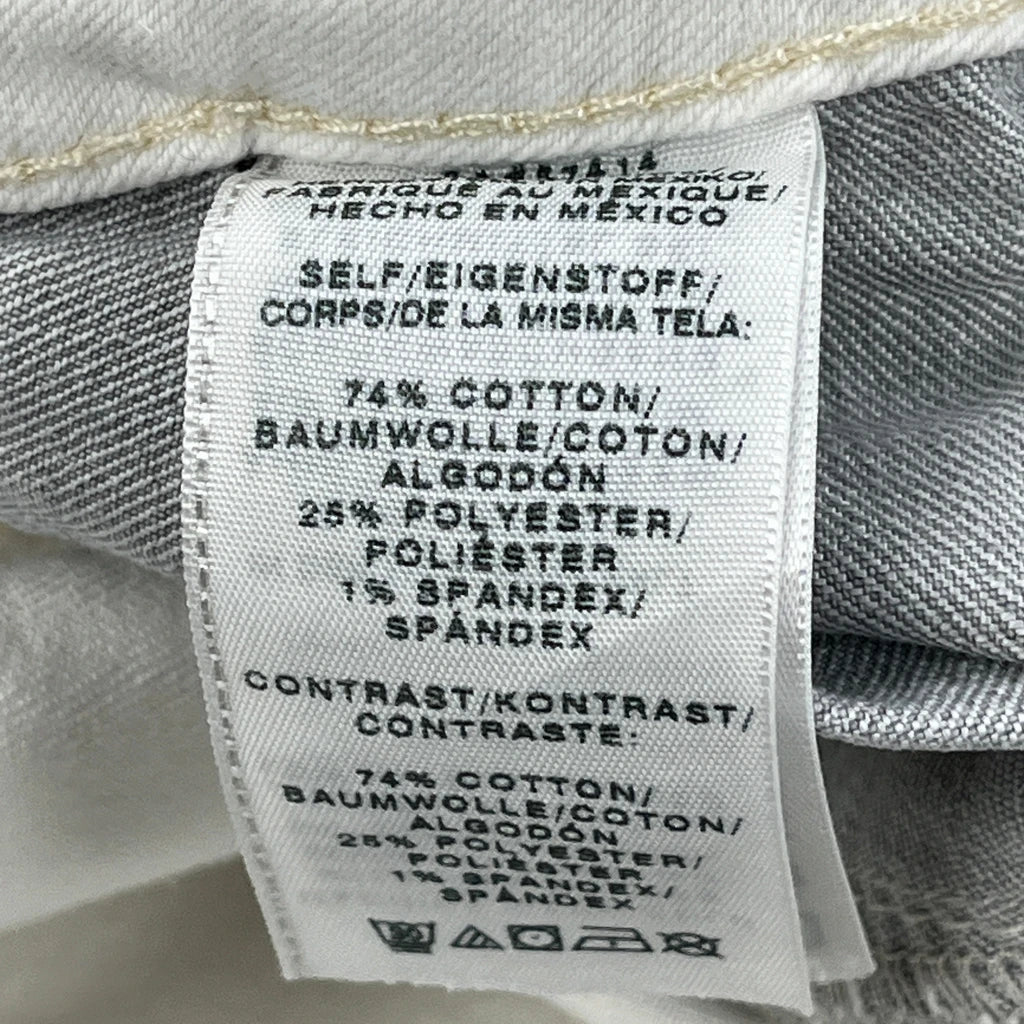 FABRIQUÉ AU MEXIQUE/
HECHO EN MÉXICO
SELF/EIGENSTOFF/
CORPS/DE LA MISMA TELA:
74% COTTON/
BAUMWOLLE/COTON/
ALGODÓN
25% POLYESTER/
POLIÉSTER
1% SPANDEX/
SPÁNDEX
CONTRAST/KONTRAST/
CONTRASTE:
74% COTTON/
BAUMWOLLE/COTON/
ALGODÓN
25% POLYESTER/
POLIÉSTER
1% SPANDEX/
SPÁNDEX